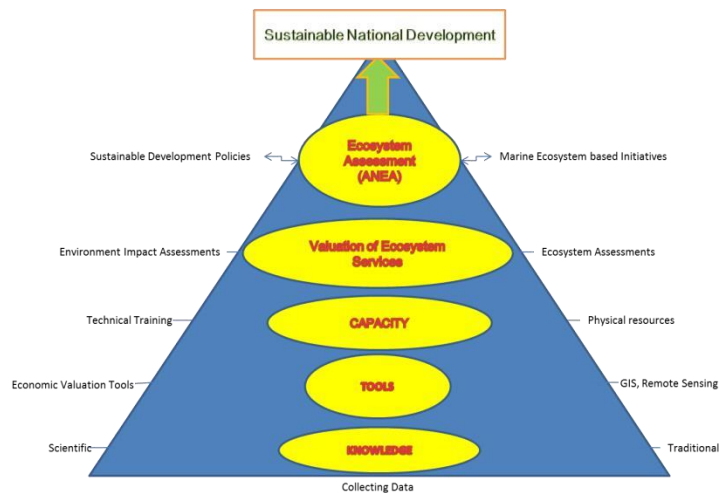 Sustainable National Development
Ecosystem
Assessment
(ANEA)
Sustainable Development Policies
Marine Ecosystem based Initiatives
Valuation of Ecosystem
Services
Environment Impact Assessments
Ecosystem Assessments
CAPACITY
Technical Training
Physical resources
TOOLS
Economic Valuation Tools
GIS, Remote Sensing
KNOWLEDGE
Scientific
Traditional
Collecting Data